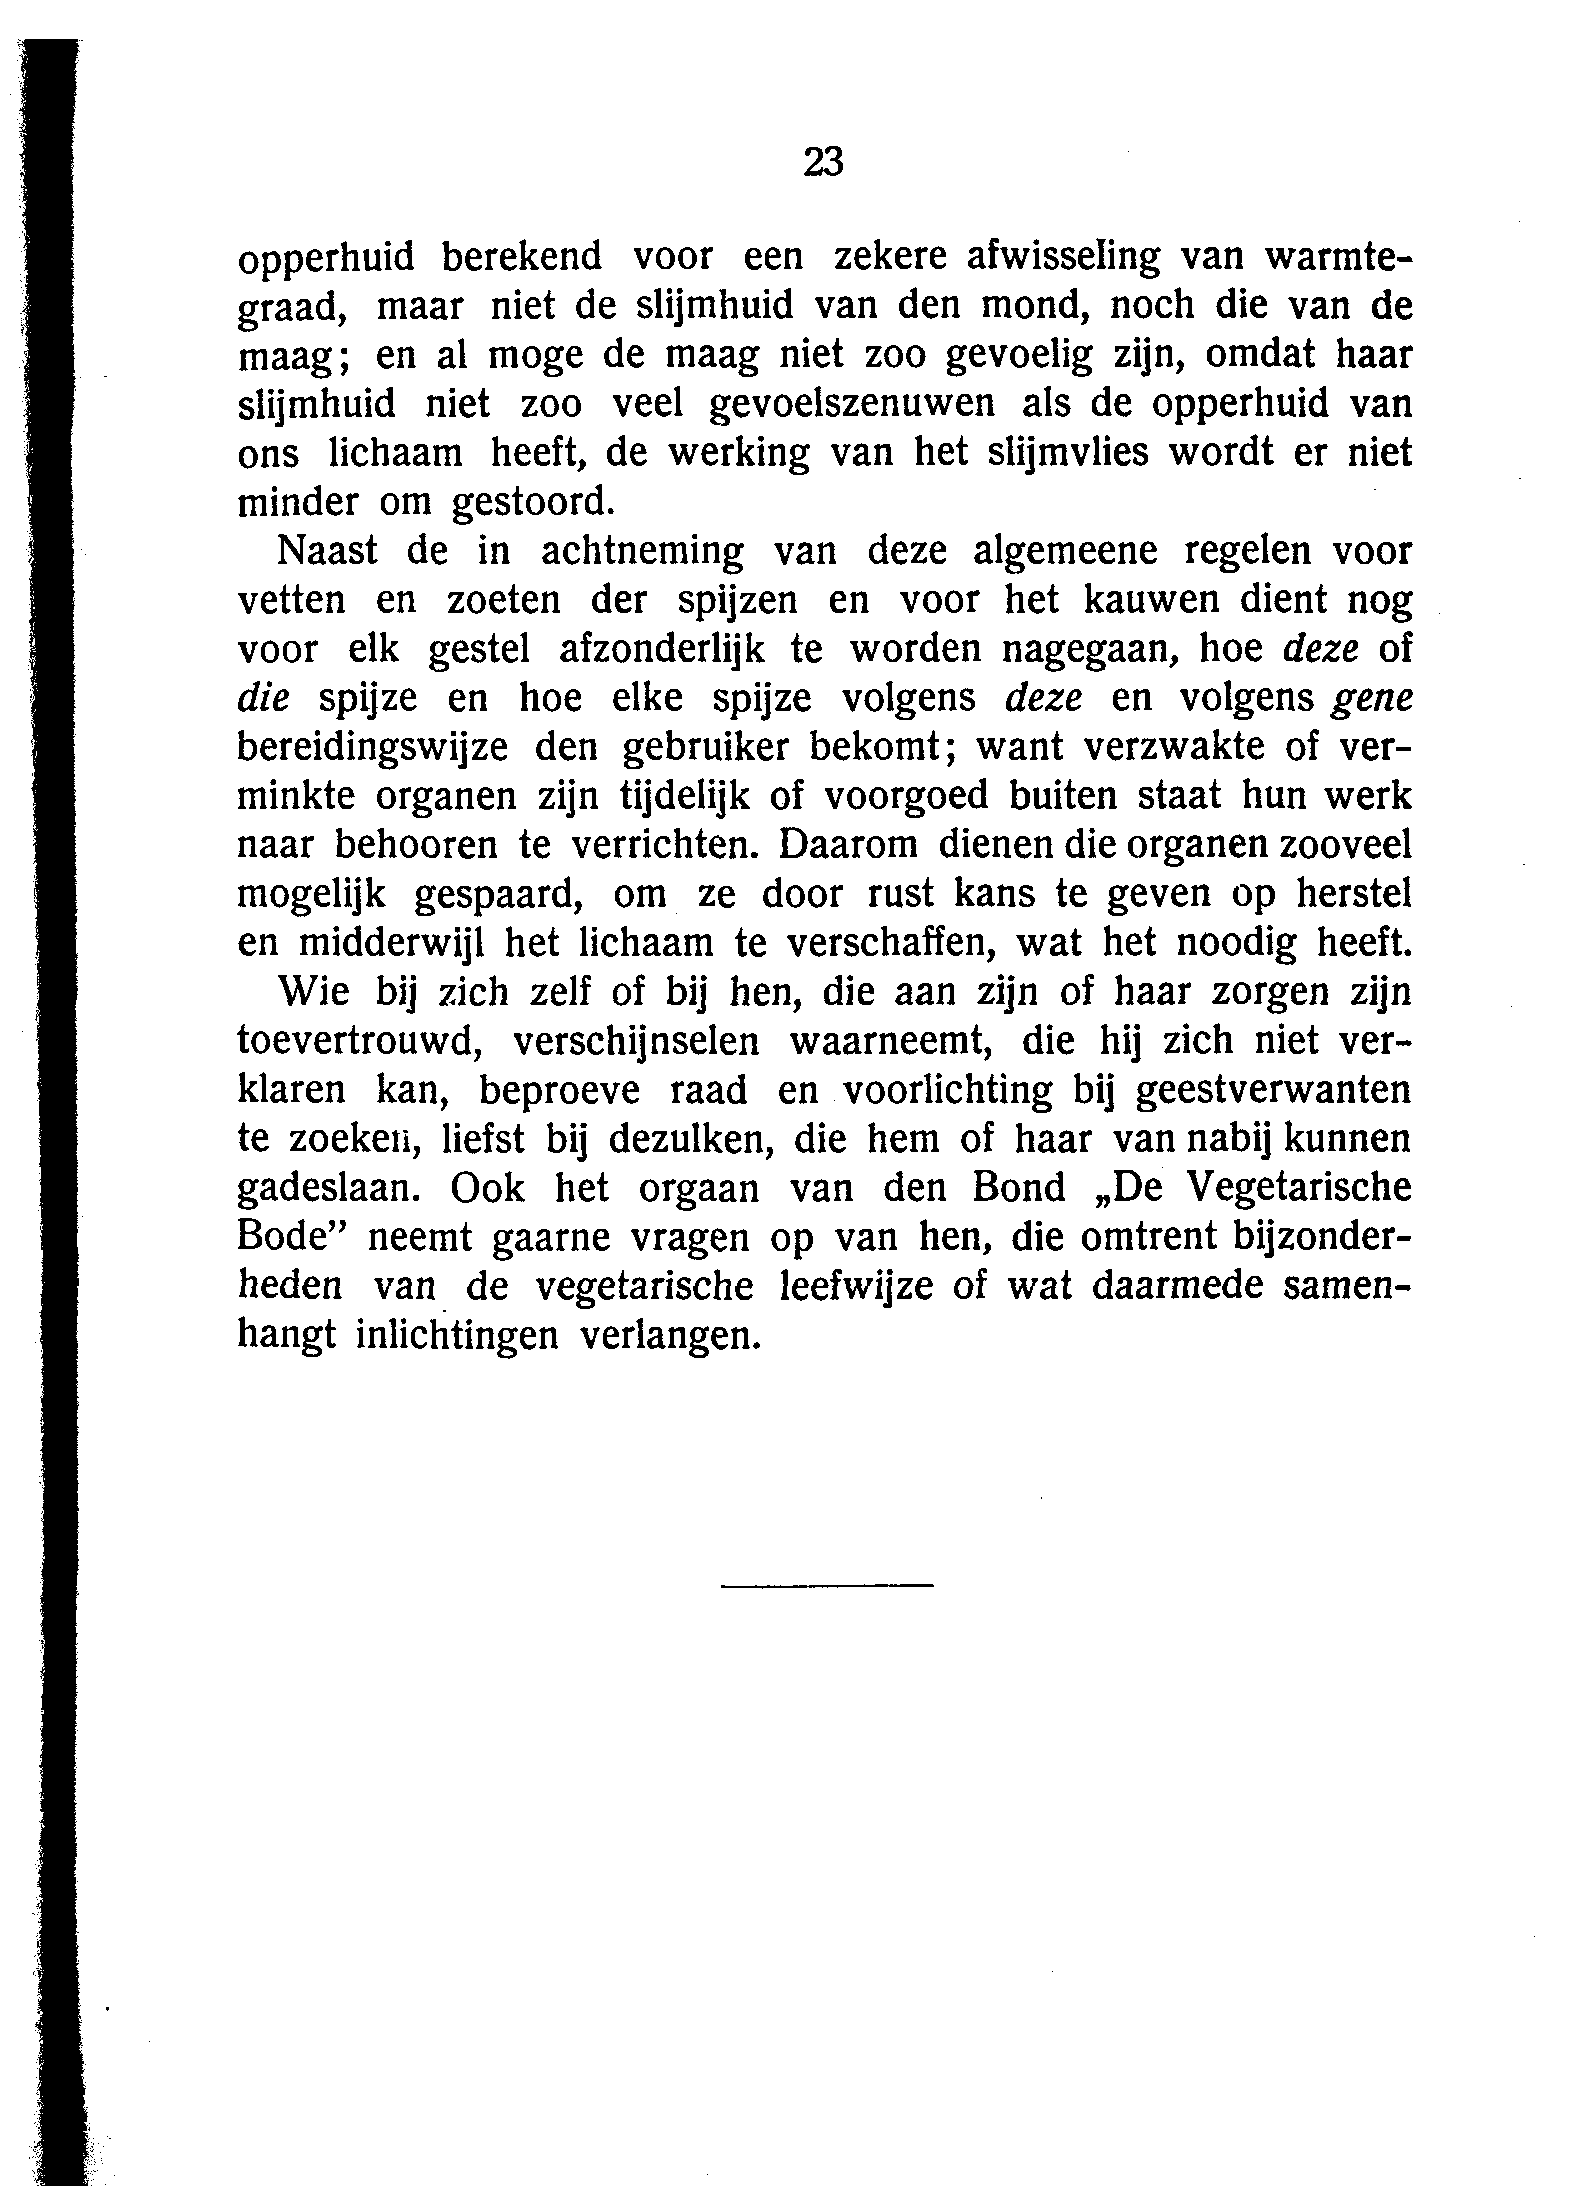 23
opperhuid berekend voor een zekere afwisseling van warmte-
graad, maar niet de slijmhuid van den mond, noch die van de
maag; en al moge de maag niet zoo gevoelig zijn, omdat haar
slijmhuid niet zoo veel gevoelszenuwen als de opperhuid van
ons lichaam heeft, de werking van het slijmvlies wordt er niet
minder om gestoord.
Naast de in achtneming van deze algemeene regelen voor
vetten en zoeten der spijzen en voor het kauwen dient nog
voor elk gestel afzonderlijk te worden nagegaan, hoe deze of
die spijze en hoe elke spijze volgens deze en volgens gene
bereidingswijze den gebruiker bekomt; want verzwakte of ver-
minkte organen zijn tijdelijk of voorgoed buiten staat hun werk
naar behooren te verrichten. Daarom dienen die organen zooveel
mogelijk gespaard, om ze door rust kans te geven op herstel
en midderwijl het lichaam te verschaffen, wat het noodig heeft.
Wie bij zich zelf of bij hen, die aan zijn of haar zorgen zijn
toevertrouwd, verschijnselen waarneemt, die hij zich niet ver-
klaren kan, beproeve raad en voorlichting bij geestverwanten
te zoeken, liefst bij dezulken, die hem of haar van nabij kunnen
gadeslaan. Ook het orgaan van den Bond „De Vegetarische
Bode” neemt gaarne vragen op van hen, die omtrent bijzonder-
heden van de vegetarische leefwijze of wat daarmede samen-
hangt inlichtingen verlangen.